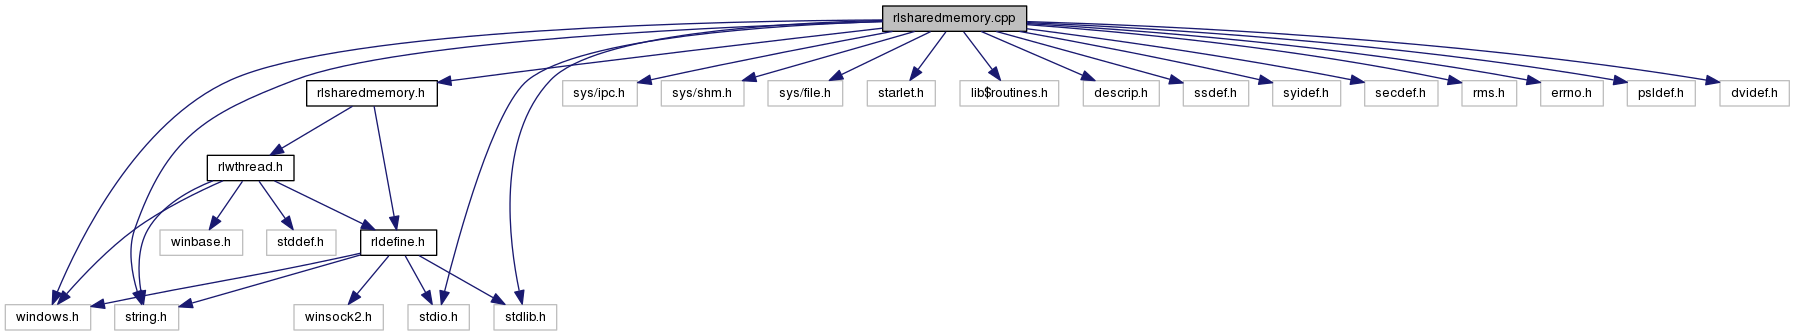 rlsharedmemory.cpp
rlsharedmemory.h
sys/ipc.h
sys/shm.h
sys/file.h
starlet.h
lib$routines.h
descrip.h
ssdef.h
syidef.h
secdef.h
rms.h
errno.h
psldef.h
dvidef.h
rlwthread.h
winbase.h
stddef.h
rldefine.h
windows.h
string.h
winsock2.h
stdio.h
stdlib.h